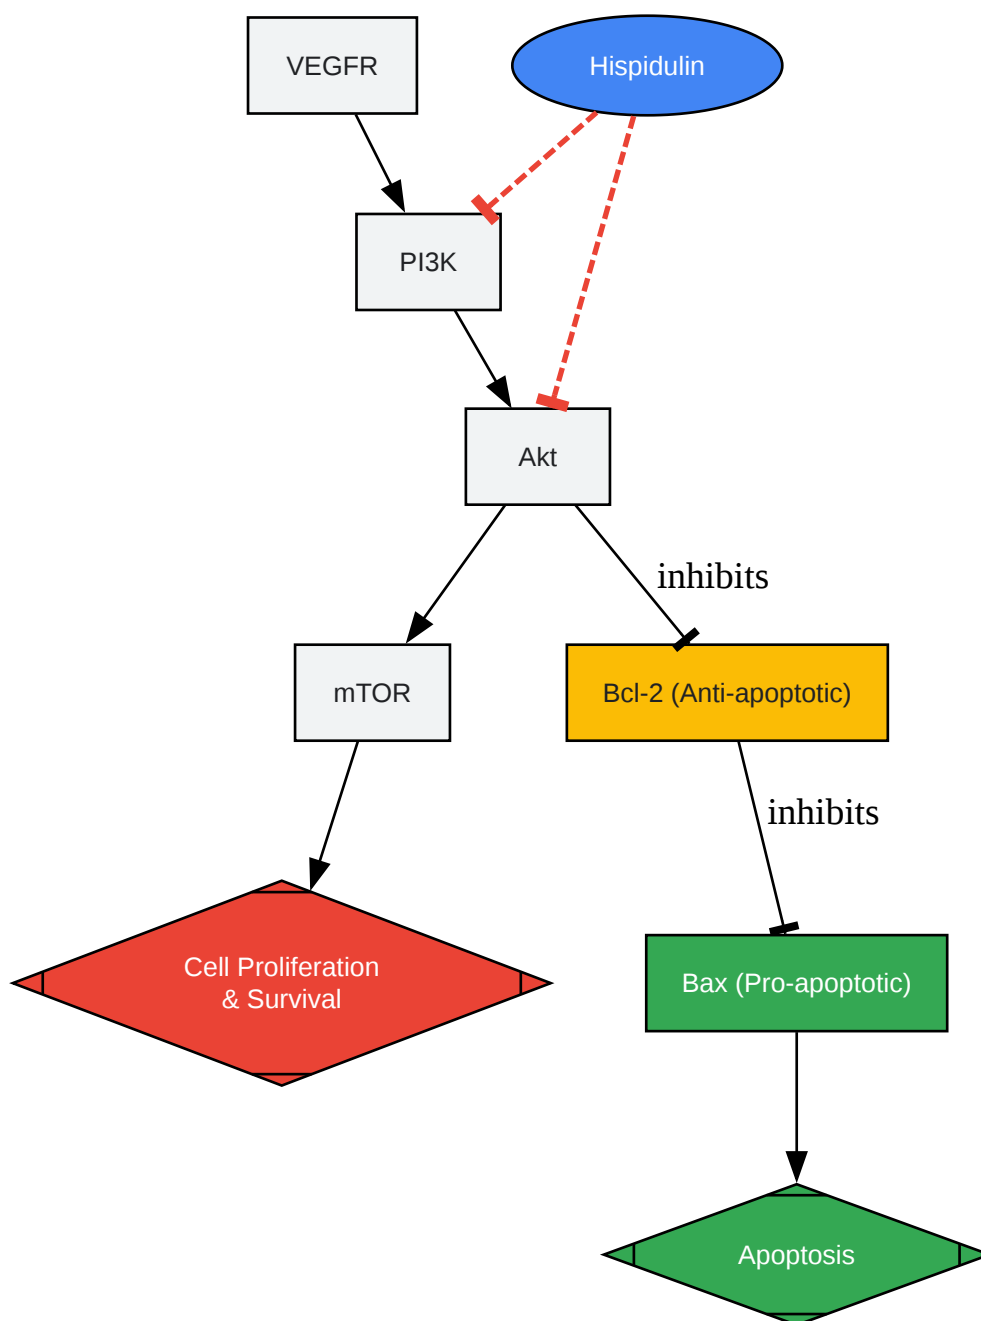 VEGFR
Hispidulin
PI3K
Akt
inhibits
mTOR
Bcl-2 (Anti-apoptotic)
inhibits
Cell Proliferation
& Survival
Bax (Pro-apoptotic)
Apoptosis